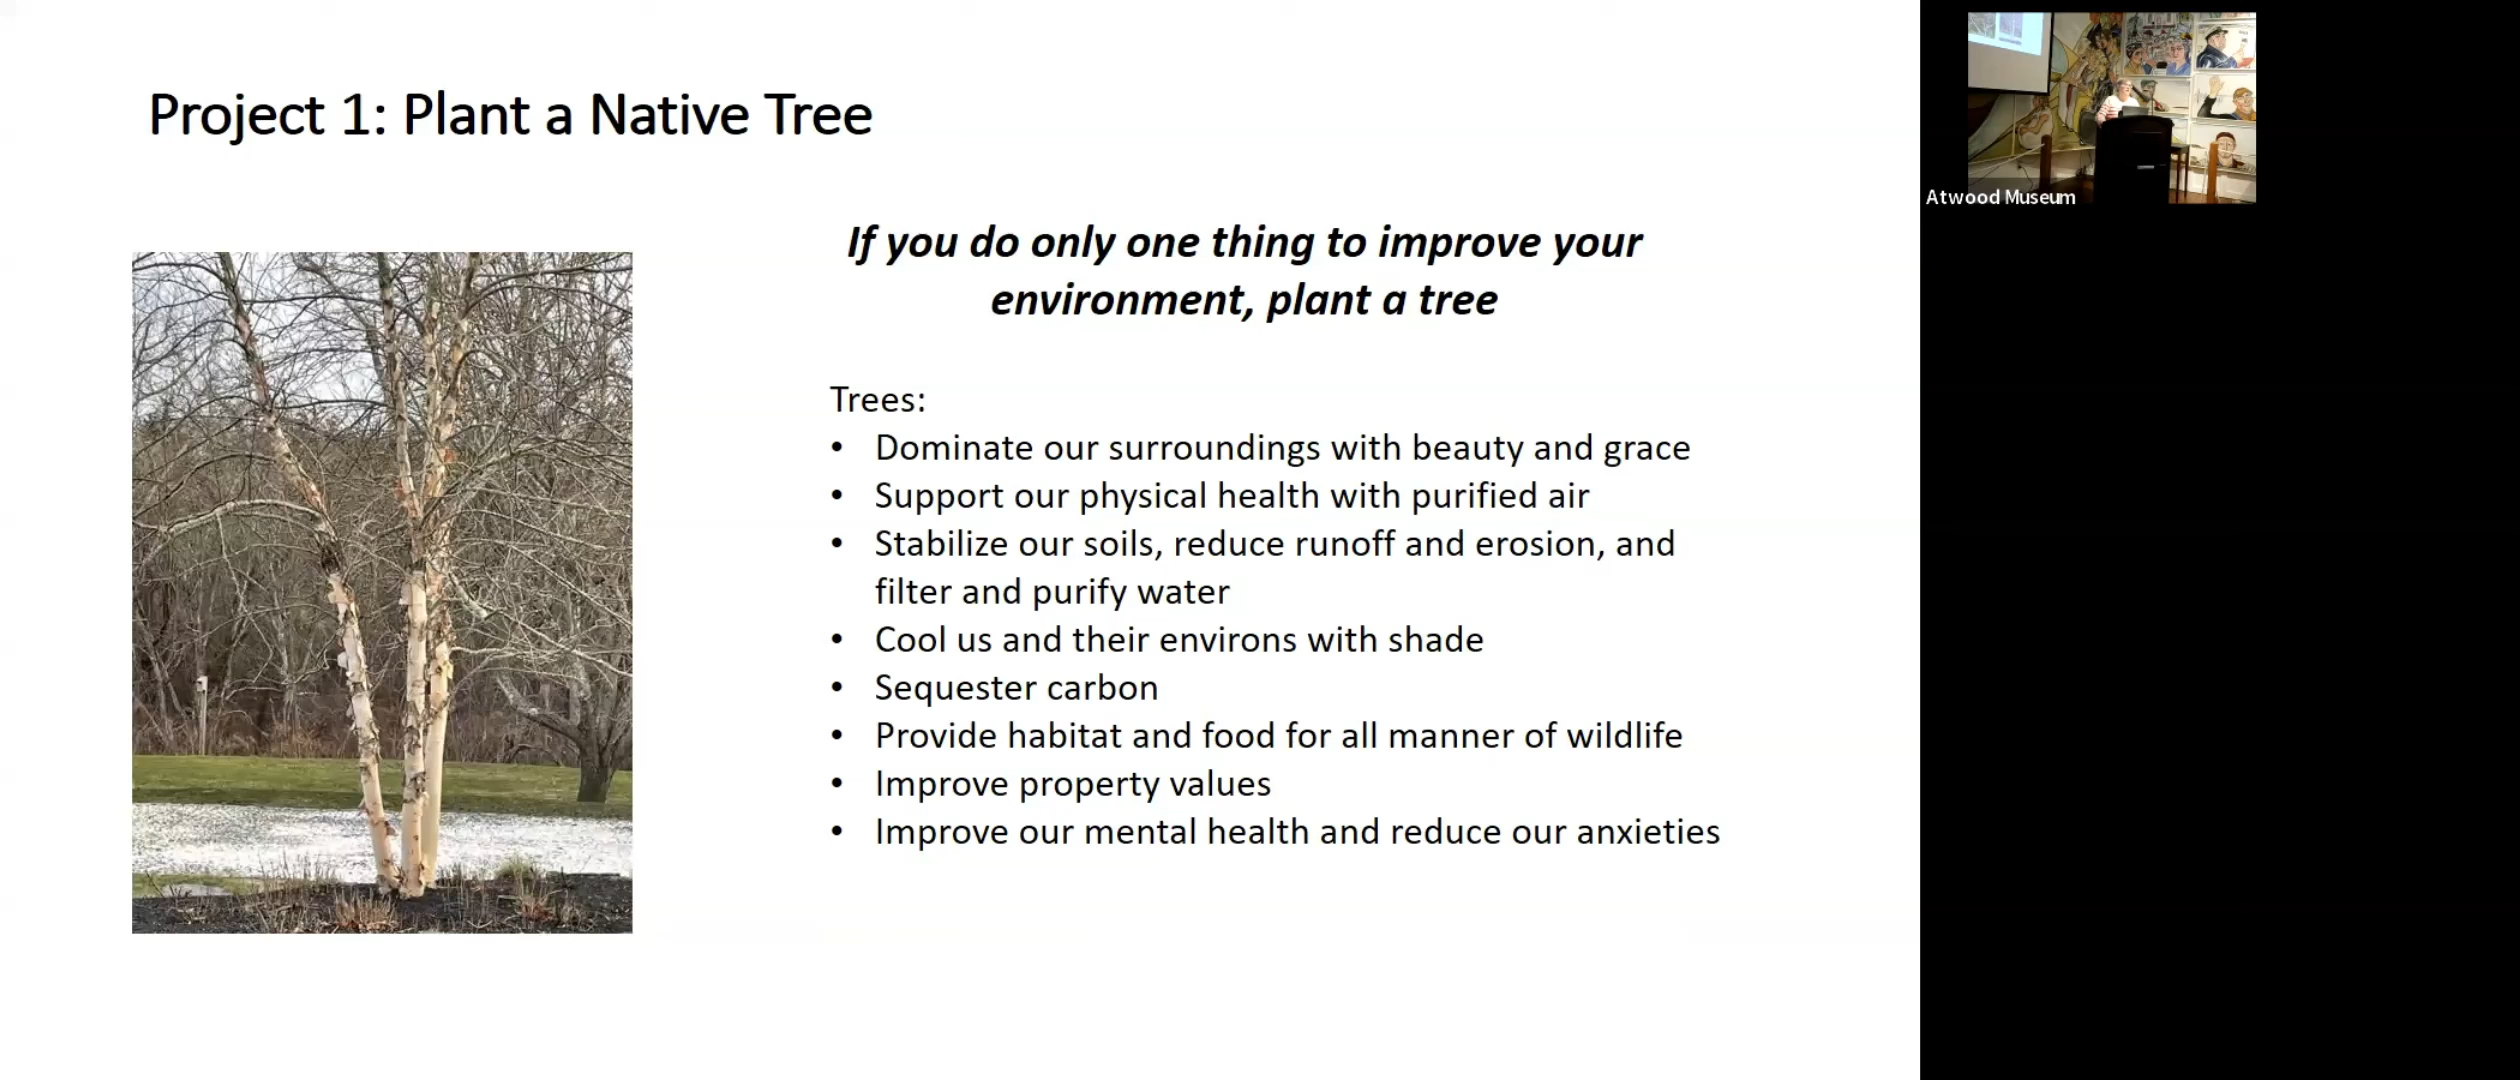 Project 1: Plant a Native Tree
If you do only one thing to improve your
environment, plant a tree
Trees:
• Dominate our surroundings with beauty and grace
• Support our physical health with purified air
• Stabilize our soils, reduce runoff and erosion, and
filter and purify water
• Cool us and their environs with shade
• Sequester carbon
• Provide habitat and food for all manner of wildlife
• Improve property values
• Improve our mental health and reduce our anxieties
Atwood Museum